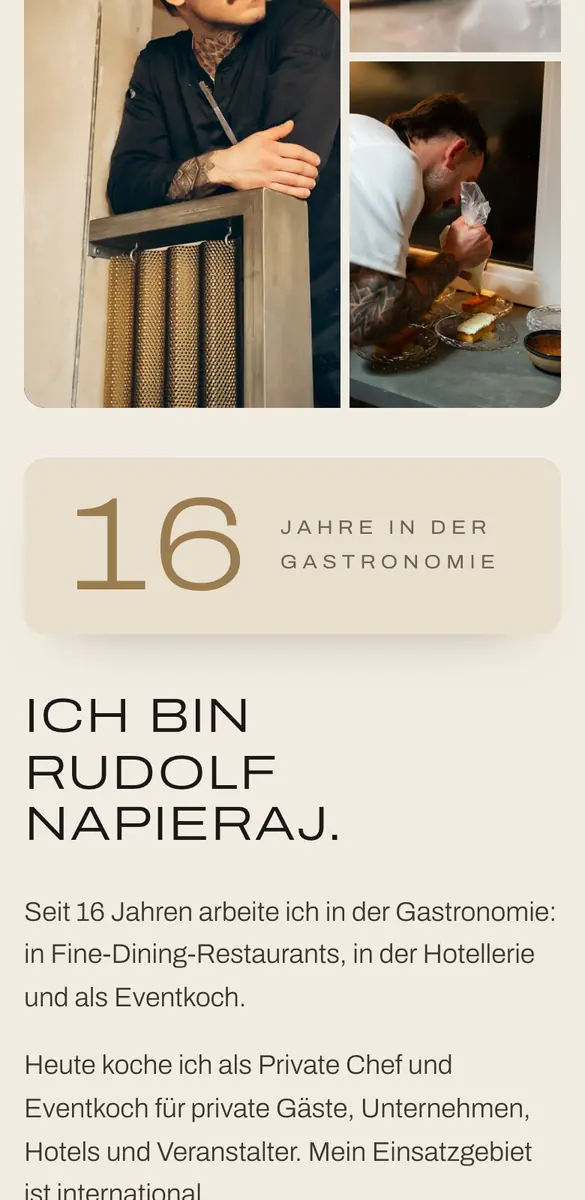 16
JAHRE IN DER
GASTRONOMIE
ICH BIN
RUDOLF
NAPIERAJ.
Seit 16 Jahren arbeite ich in der Gastronomie:
in Fine-Dining-Restaurants, in der Hotellerie
und als Eventkoch.
Heute koche ich als Private Chef und
Eventkoch für private Gäste, Unternehmen,
Hotels und Veranstalter. Mein Einsatzgebiet
ist international